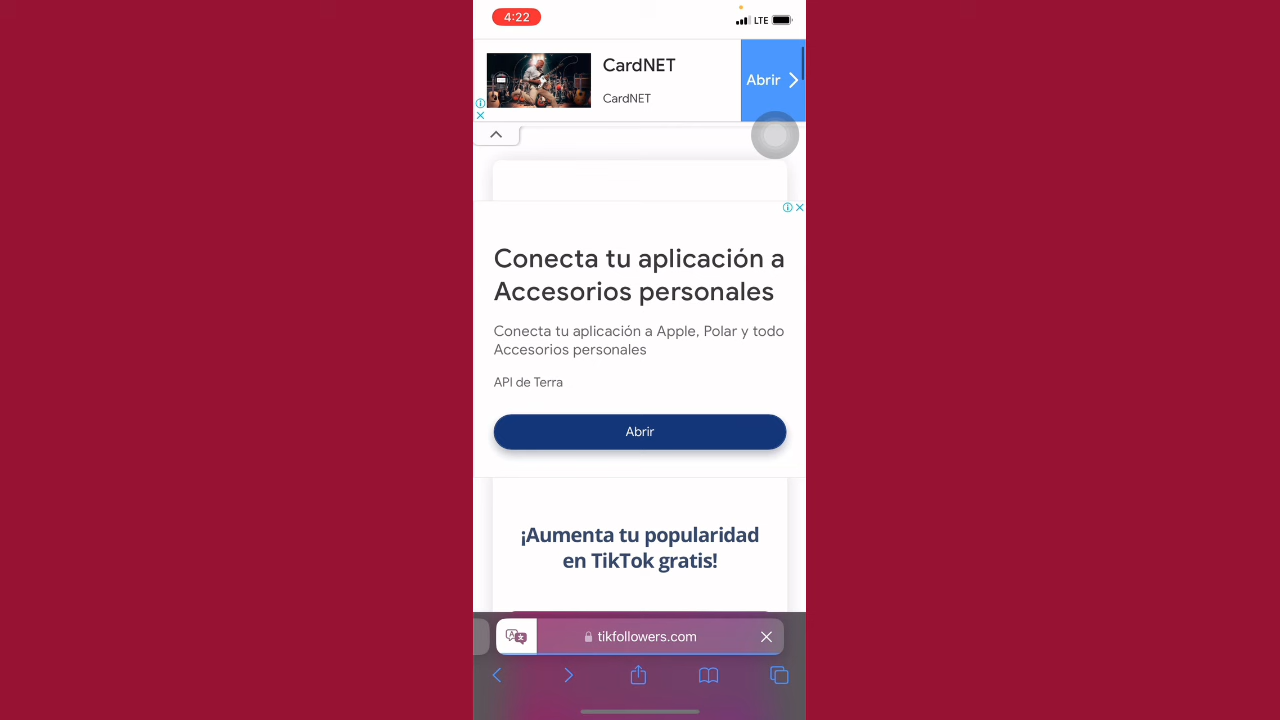 4:22
LTE
CardNET
CardNET
Abrir
Conecta tu aplicación a
Accesorios personales
Conecta tu aplicación a Apple, Polar y todo
Accesorios personales
API de Terra
Abrir
¡Aumenta tu popularidad
en TikTok gratis!
tikfollowers.com